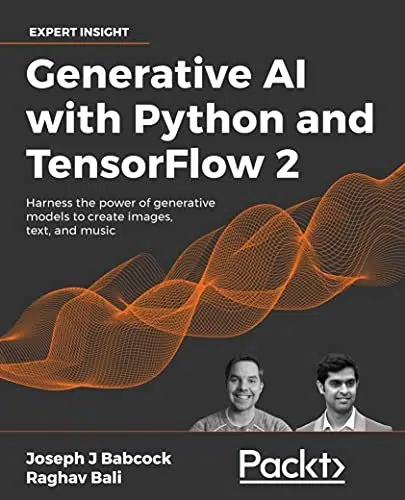 EXPERT INSIGHT
Generative AI
with Python and
TensorFlow 2
Harness the power of generative
models to create images,
text, and music
Joseph J Babcock
Raghav Bali
Packt>